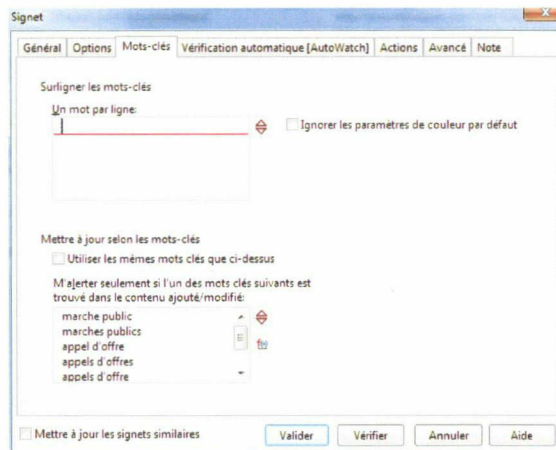 Signet
Général Options Mots-clés Vérification automatique [AutoWatch] Actions Avancé Note
Surligner les mots-clés
Un mot par ligne:
Ignorer les paramètres de couleur par défaut
Mettre à jour selon les mots-clés
Utiliser les mêmes mots clés que ci-dessus
M'alerter seulement si l'un des mots clés suivants est
trouvé dans le contenu ajouté/modifié:
marche public
marches publics
appel d'offre
appels d'offres
appels d'offre
Mettre à jour les signets similaires Valider Vérifier Annuler Aide